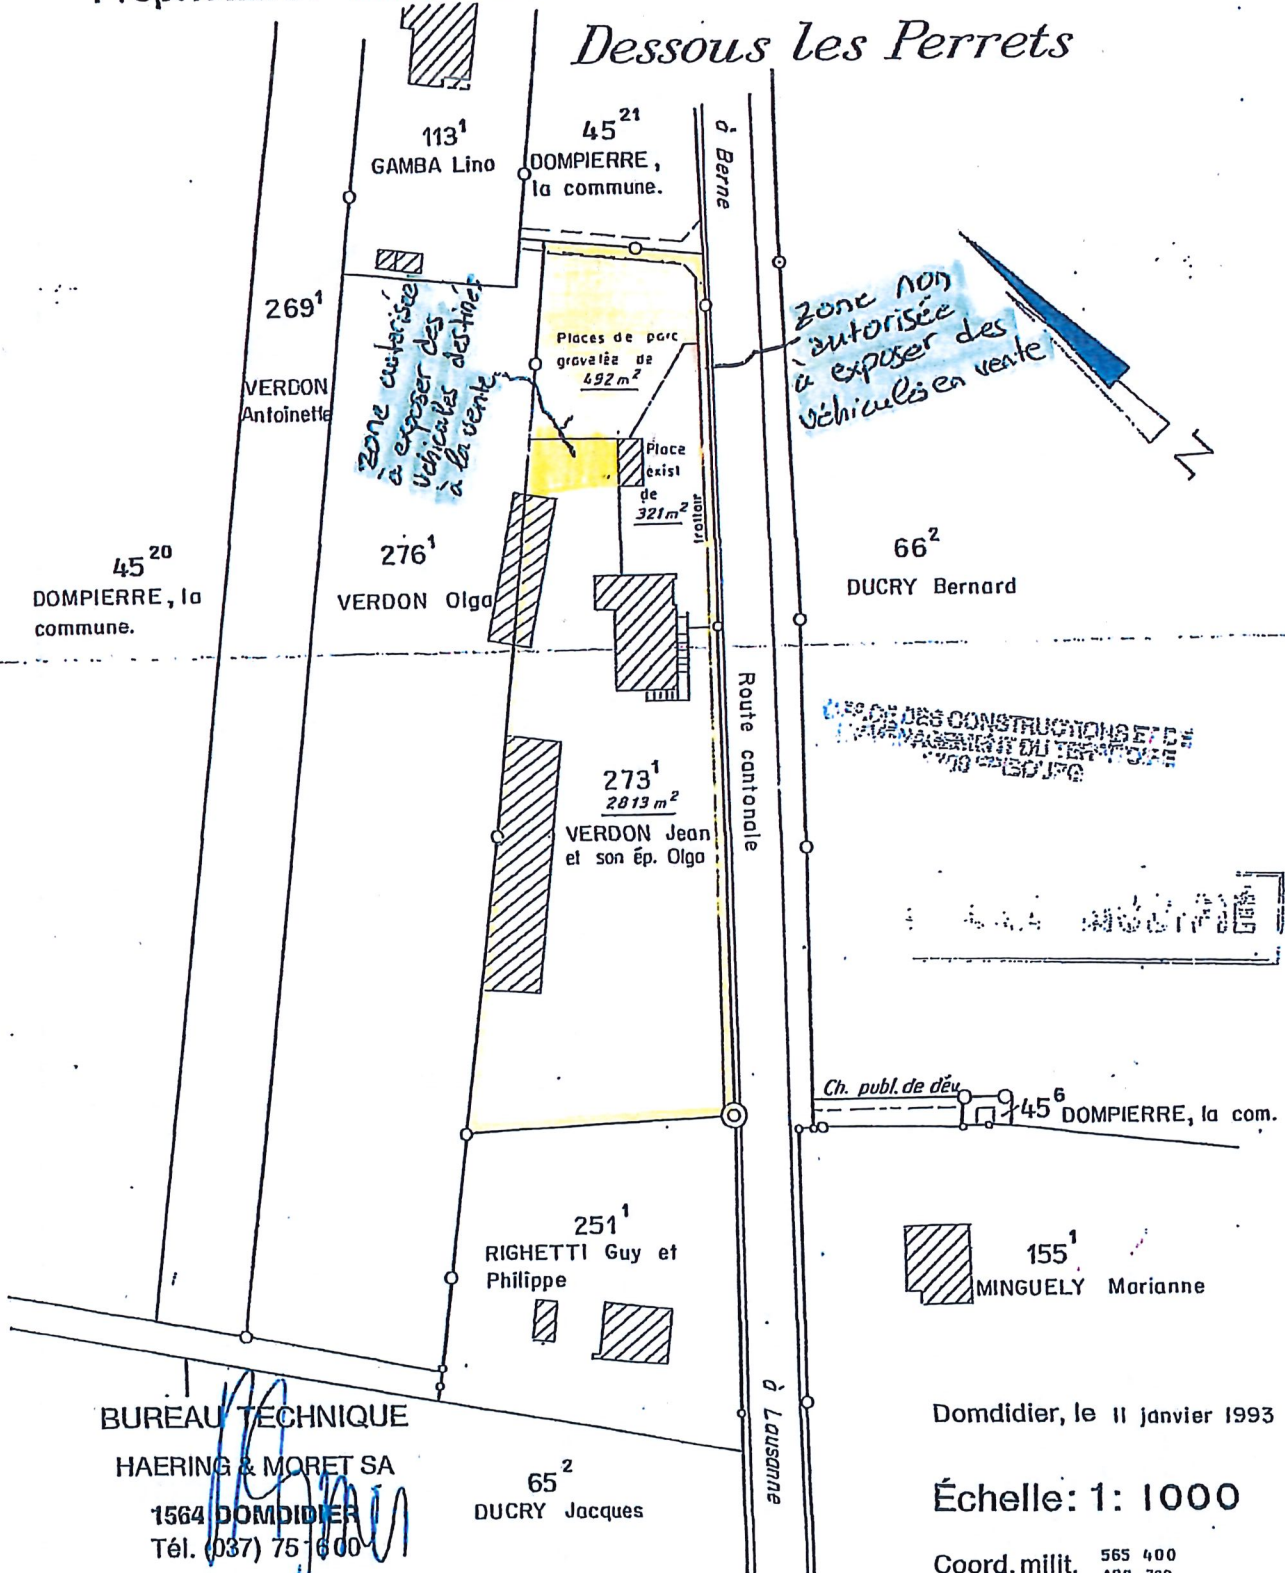 Dessous les Perrets
113¹
GAMBA Lino
45²¹
DOMPIERRE,
la commune.
à Berne
269¹
VERDON
Antoinette
zone autorisée
à exposer des
véhicules destinés
à la vente
Places de parc
gravelée de
492 m²
zone non
autorisée
à exposer des
véhicules en vente
N
Place
exist
de
321 m²
trottoir
45²⁰
DOMPIERRE, la
commune.
276¹
VERDON Olga
66²
DUCRY Bernard
Route cantonale
DES CONSTRUCTIONS ET
273¹
2813 m²
VERDON Jean
et son ép. Olga
Ch. publ. de dév.
45⁶ DOMPIERRE, la com.
251¹
RIGHETTI Guy et
Philippe
155¹
MINGUELY Marianne
à Lausanne
BUREAU TECHNIQUE
HAERING & MORET SA
1564 DOMDIDIER
Tél. (037) 75 16 00
65²
DUCRY Jacques
Domdidier, le 11 janvier 1993
Échelle: 1: 1000
Coord. milit. 565 400